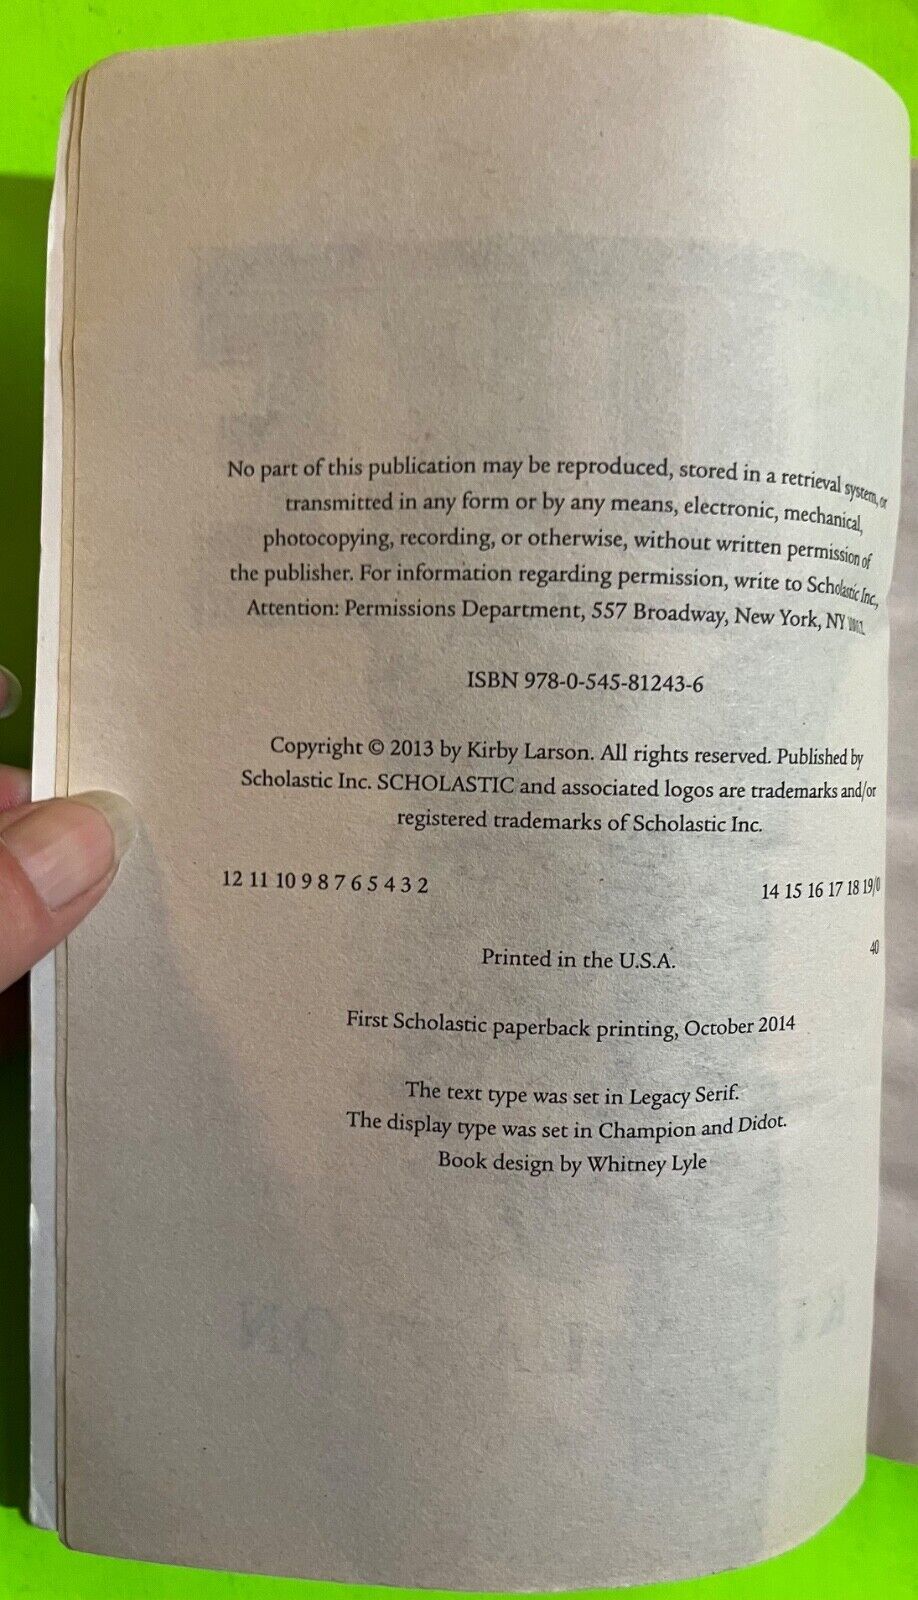 No part of this publication may be reproduced, stored in a retrieval system, or
transmitted in any form or by any means, electronic, mechanical,
photocopying, recording, or otherwise, without written permission of
the publisher. For information regarding permission, write to Scholastic Inc.,
Attention: Permissions Department, 557 Broadway, New York, NY
ISBN 978-0-545-81243-6
Copyright © 2013 by Kirby Larson. All rights reserved. Published by
Scholastic Inc. SCHOLASTIC and associated logos are trademarks and/or
registered trademarks of Scholastic Inc.
12 11 10 9 8 7 6 5 4 3 2 14 15 16 17 18 19/0
40
Printed in the U.S.A.
First Scholastic paperback printing, October 2014
The text type was set in Legacy Serif.
The display type was set in Champion and Didot.
Book design by Whitney Lyle